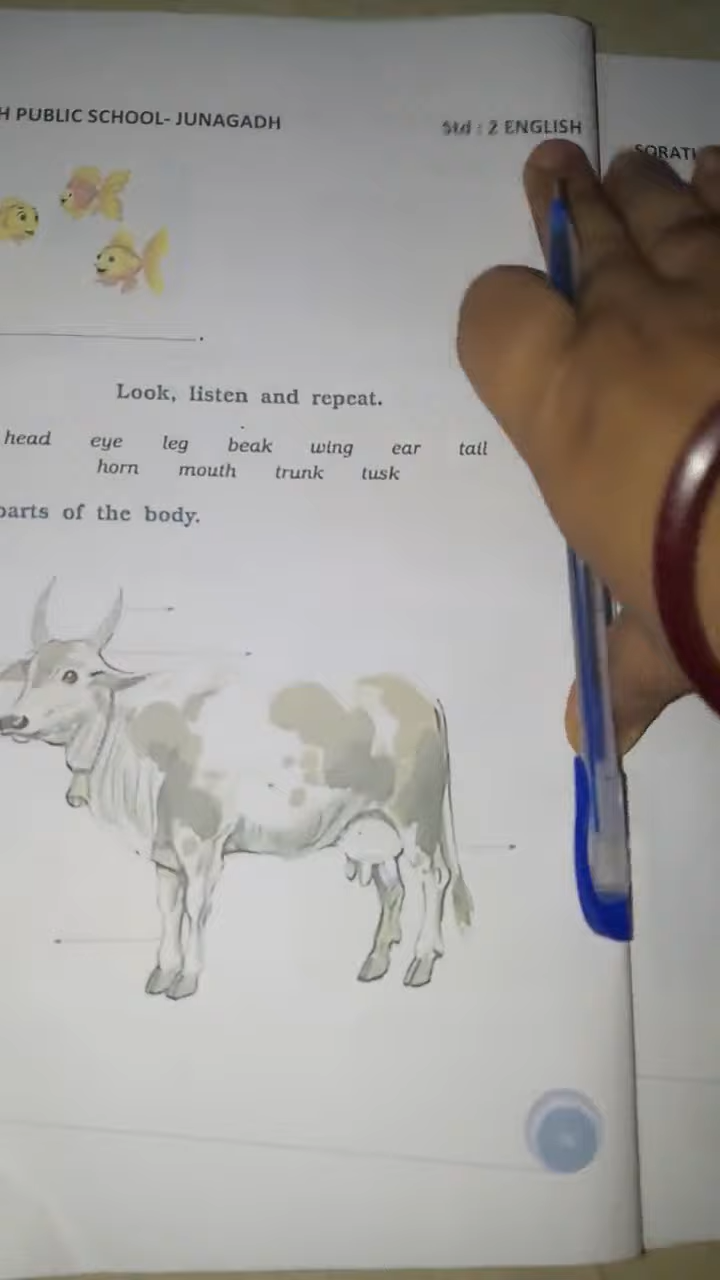 H PUBLIC SCHOOL- JUNAGADH
Std : 2 ENGLISH
SORATH
Look, listen and repeat.
head eye leg beak wing ear tail
horn mouth trunk tusk
parts of the body.